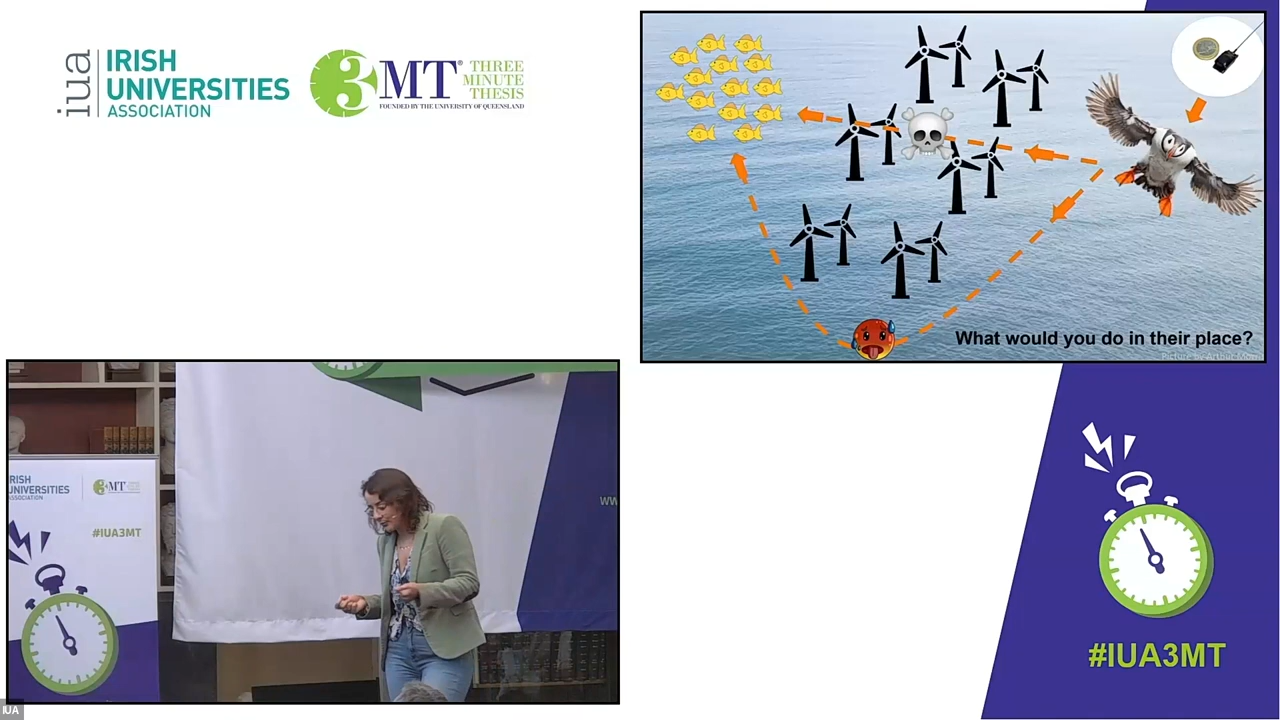 iua
IRISH
UNIVERSITIES
ASSOCIATION
3MT®
THREE
MINUTE
THESIS
FOUNDED BY THE UNIVERSITY OF QUEENSLAND
What would you do in their place?
IRISH
UNIVERSITIES
ASSOCIATION
3MT
#IUA3MT
#IUA3MT
IUA